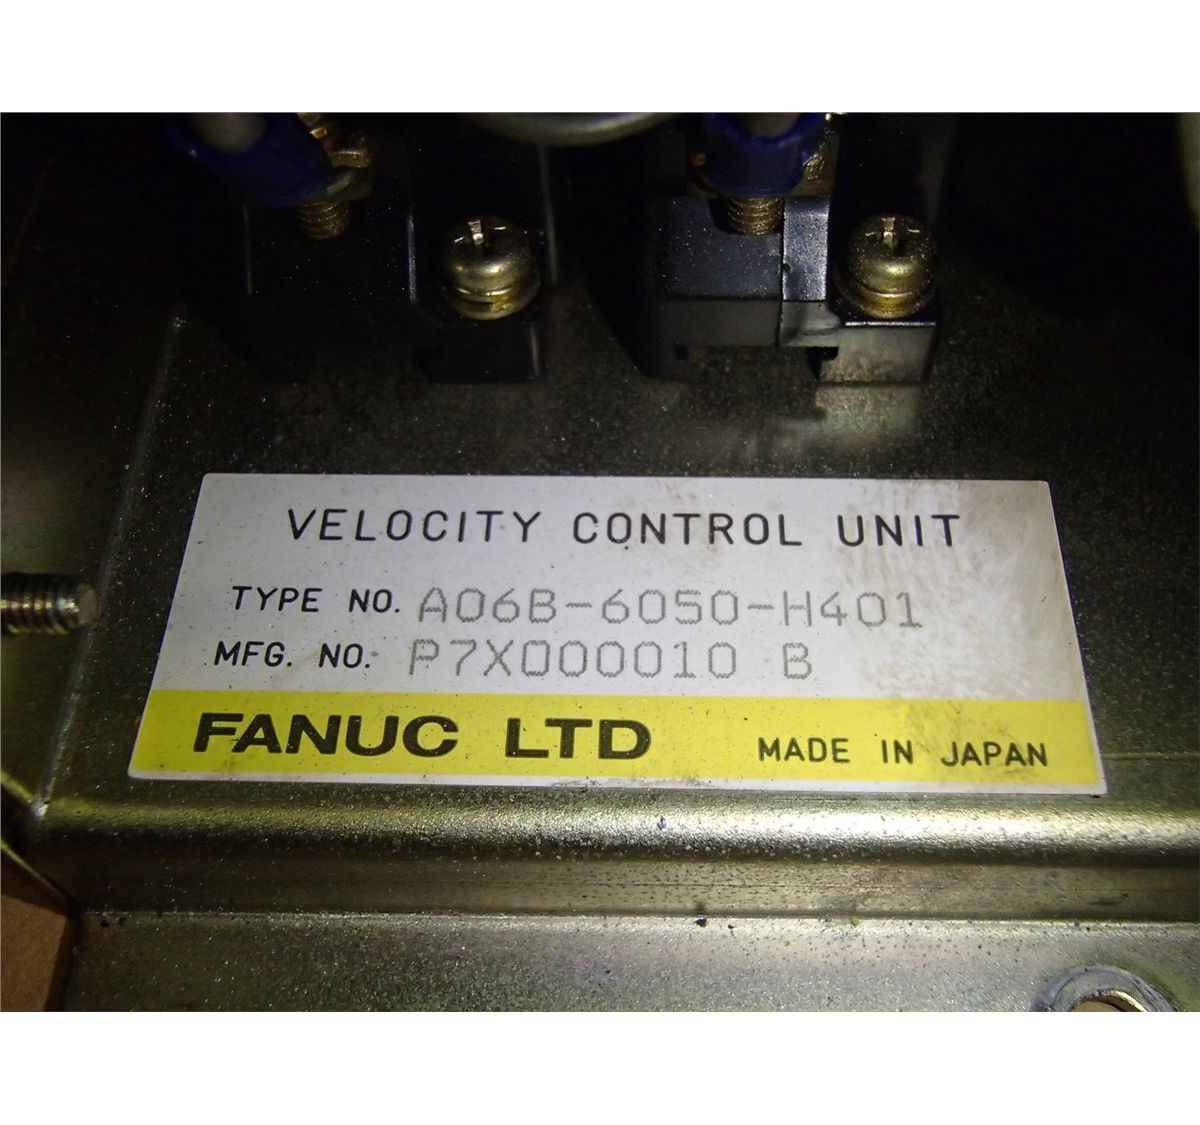 VELOCITY CONTROL UNIT
TYPE NO. A06B-6050-H401
MFG. NO. P7X000010 B
FANUC LTD MADE IN JAPAN